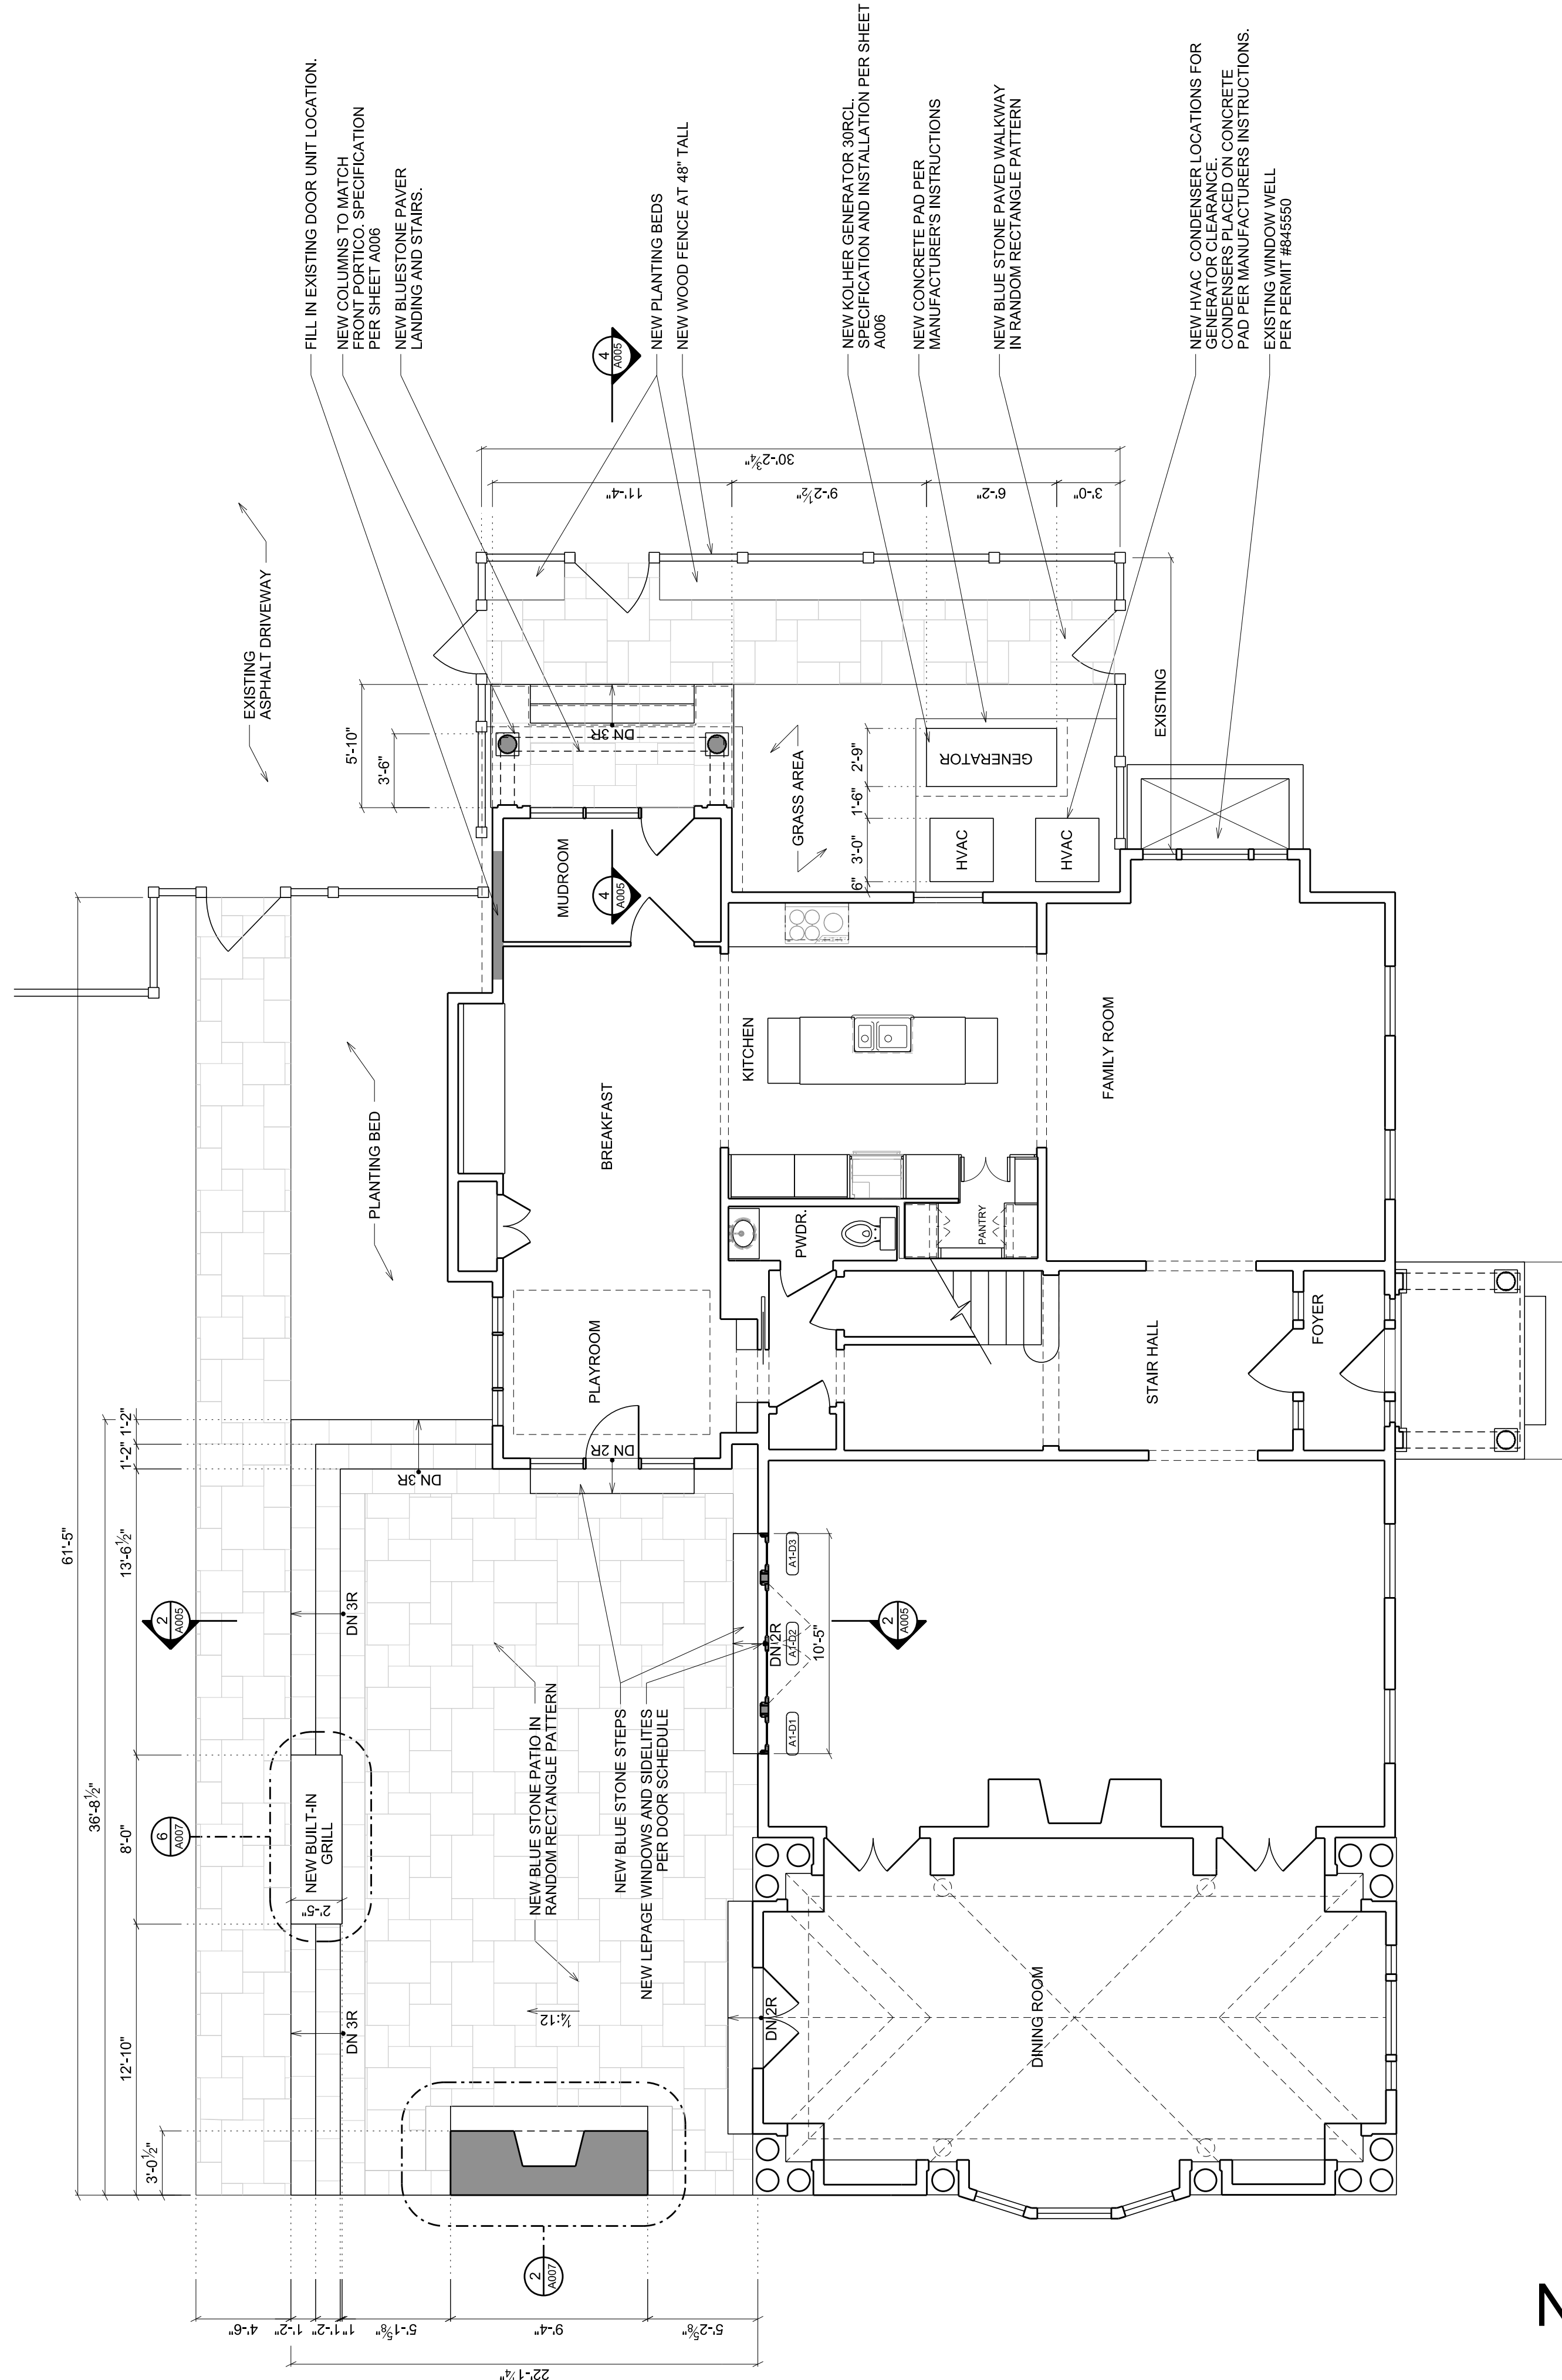 FILL IN EXISTING DOOR UNIT LOCATION.
NEW COLUMNS TO MATCH
FRONT PORTICO. SPECIFICATION
PER SHEET A006
NEW BLUESTONE PAVER
LANDING AND STAIRS.
4
A005
NEW PLANTING BEDS
NEW WOOD FENCE AT 48" TALL
NEW KOLHER GENERATOR 30RCL.
SPECIFICATION AND INSTALLATION PER SHEET
A006
NEW CONCRETE PAD PER
MANUFACTURER'S INSTRUCTIONS
NEW BLUE STONE PAVED WALKWAY
IN RANDOM RECTANGLE PATTERN
NEW HVAC CONDENSER LOCATIONS FOR
GENERATOR CLEARANCE.
CONDENSERS PLACED ON CONCRETE
PAD PER MANUFACTURERS INSTRUCTIONS.
EXISTING WINDOW WELL
PER PERMIT #845550
30'-2¾"
11'-4"
9'-2½"
6'-2"
3'-0"
EXISTING
ASPHALT DRIVEWAY
EXISTING
5'-10"
3'-6"
DN 3R
GRASS AREA
2'-9"
1'-6"
3'-0"
6"
GENERATOR
HVAC
HVAC
MUDROOM
4
A005
KITCHEN
FAMILY ROOM
BREAKFAST
PLANTING BED
PWDR.
PANTRY
PLAYROOM
FOYER
STAIR HALL
61'-5"
36'-8½"
1'-2"
1'-2"
13'-6½"
8'-0"
12'-10"
3'-0½"
DN 3R
DN 2R
2
A005
DN 3R
A1-D3
A1-D2
A1-D1
DN 2R
10'-5"
2
A005
6
A007
NEW BUILT-IN
GRILL
2'-5"
NEW BLUE STONE PATIO IN
RANDOM RECTANGLE PATTERN
NEW BLUE STONE STEPS
NEW LEPAGE WINDOWS AND SIDELITES
PER DOOR SCHEDULE
DN 3R
¼:12
DN 2R
DINING ROOM
2
A007
4'-6"
1'-2"
1'-2"
1"
5'-1⅝"
9'-4"
5'-2⅝"
22'-1¼"
N